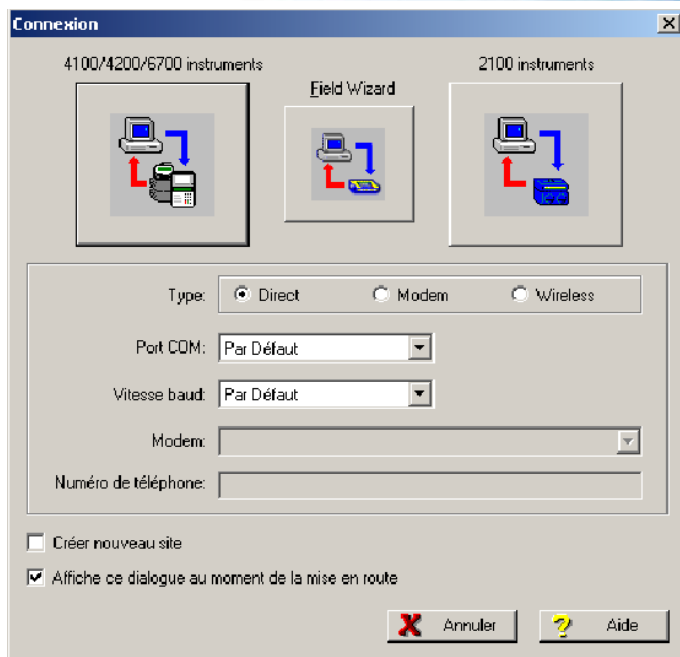 Connexion
4100/4200/6700 instruments
Field Wizard
2100 instruments
Type: Direct Modem Wireless
Port COM: Par Défaut
Vitesse baud: Par Défaut
Modem:
Numéro de téléphone:
Créer nouveau site
Affiche ce dialogue au moment de la mise en route
Annuler Aide